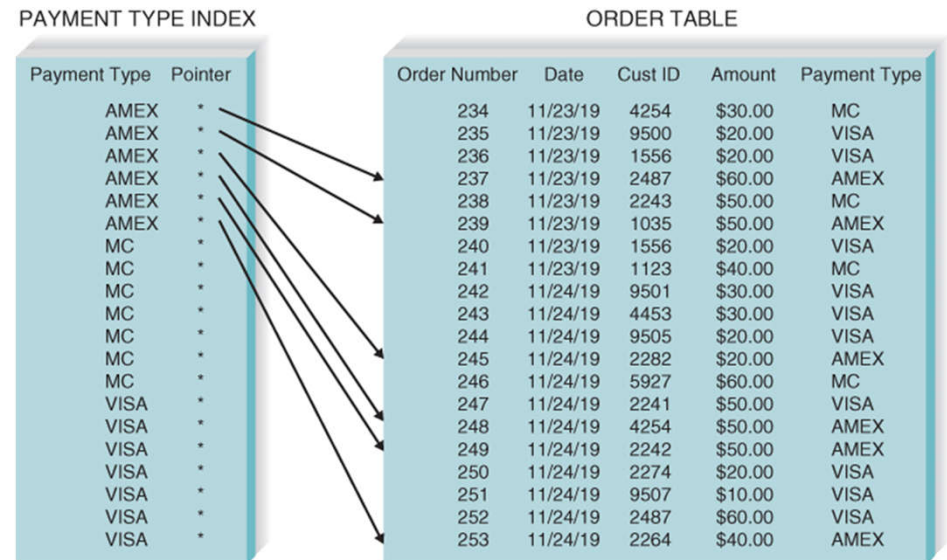 PAYMENT TYPE INDEX
Payment Type Pointer
AMEX *
AMEX *
AMEX *
AMEX *
AMEX *
AMEX *
MC *
MC *
MC *
MC *
MC *
MC *
MC *
VISA *
VISA *
VISA *
VISA *
VISA *
VISA *
VISA *
ORDER TABLE
Order Number Date Cust ID Amount Payment Type
234 11/23/19 4254 $30.00 MC
235 11/23/19 9500 $20.00 VISA
236 11/23/19 1556 $20.00 VISA
237 11/23/19 2487 $60.00 AMEX
238 11/23/19 2243 $50.00 MC
239 11/23/19 1035 $50.00 AMEX
240 11/23/19 1556 $20.00 VISA
241 11/23/19 1123 $40.00 MC
242 11/24/19 9501 $30.00 VISA
243 11/24/19 4453 $30.00 VISA
244 11/24/19 9505 $20.00 VISA
245 11/24/19 2282 $20.00 AMEX
246 11/24/19 5927 $60.00 MC
247 11/24/19 2241 $50.00 VISA
248 11/24/19 4254 $50.00 AMEX
249 11/24/19 2242 $50.00 AMEX
250 11/24/19 2274 $20.00 VISA
251 11/24/19 9507 $10.00 VISA
252 11/24/19 2487 $60.00 VISA
253 11/24/19 2264 $40.00 AMEX